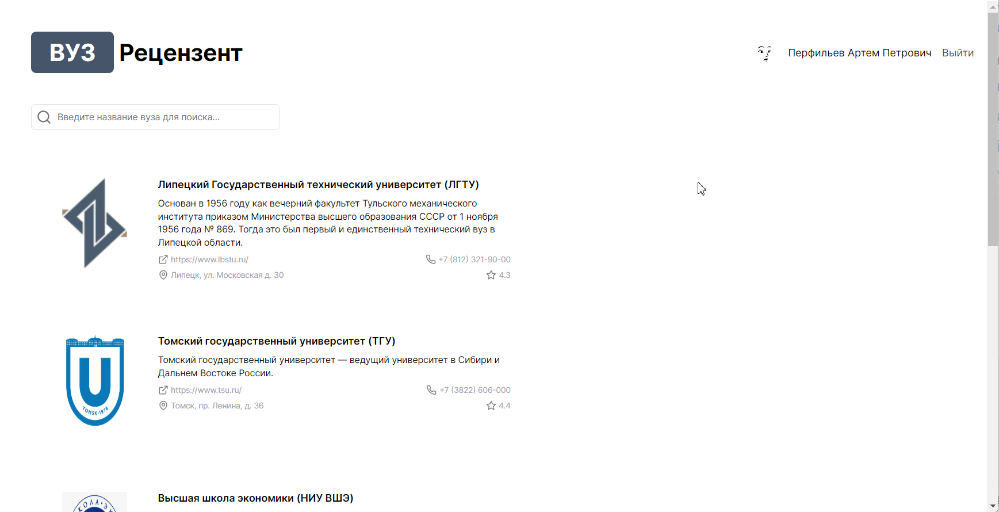 ВУЗ Рецензент
Перфильев Артем Петрович Выйти
Введите название вуза для поиска...
Липецкий Государственный технический университет (ЛГТУ)
Основан в 1956 году как вечерний факультет Тульского механического
института приказом Министерства высшего образования СССР от 1 ноября
1956 года № 869. Тогда это был первый и единственный технический вуз в
Липецкой области.
https://www.lbstu.ru/ +7 (812) 321-90-00
Липецк, ул. Московская д. 30 4.3
TOMSK-1878
Томский государственный университет (ТГУ)
Томский государственный университет — ведущий университет в Сибири и
Дальнем Востоке России.
https://www.tsu.ru/ +7 (3822) 606-000
Томск, пр. Ленина, д. 36 4.4
Высшая школа экономики (НИУ ВШЭ)